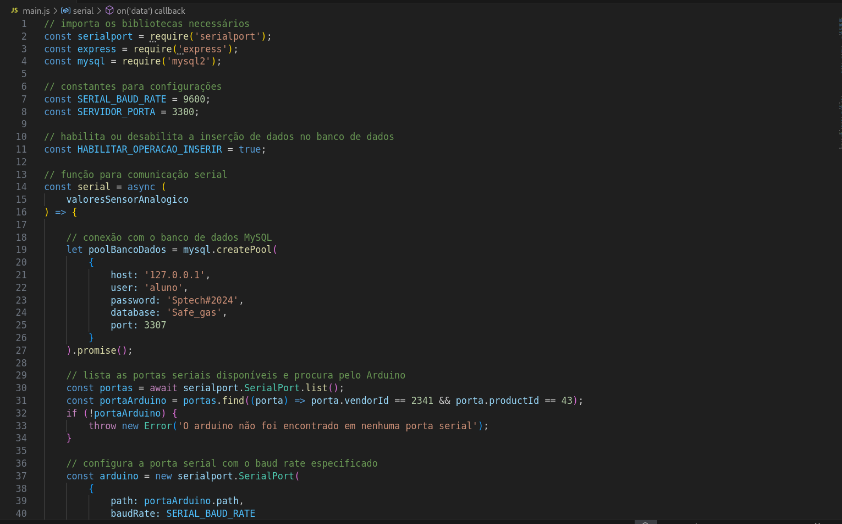 JS main.js > serial > on('data') callback
1 // importa os bibliotecas necessários
2 const serialport = require('serialport');
3 const express = require('express');
4 const mysql = require('mysql2');
5
6 // constantes para configurações
7 const SERIAL_BAUD_RATE = 9600;
8 const SERVIDOR_PORTA = 3300;
9
10 // habilita ou desabilita a inserção de dados no banco de dados
11 const HABILITAR_OPERACAO_INSERIR = true;
12
13 // função para comunicação serial
14 const serial = async (
15 valoresSensorAnalogico
16 ) => {
17
18 // conexão com o banco de dados MySQL
19 let poolBancoDados = mysql.createPool(
20 {
21 host: '127.0.0.1',
22 user: 'aluno',
23 password: 'Sptech#2024',
24 database: 'Safe_gas',
25 port: 3307
26 }
27 ).promise();
28
29 // lista as portas seriais disponíveis e procura pelo Arduino
30 const portas = await serialport.SerialPort.list();
31 const portaArduino = portas.find((porta) => porta.vendorId == 2341 && porta.productId == 43);
32 if (!portaArduino) {
33 throw new Error('O arduino não foi encontrado em nenhuma porta serial');
34 }
35
36 // configura a porta serial com o baud rate especificado
37 const arduino = new serialport.SerialPort(
38 {
39 path: portaArduino.path,
40 baudRate: SERIAL_BAUD_RATE